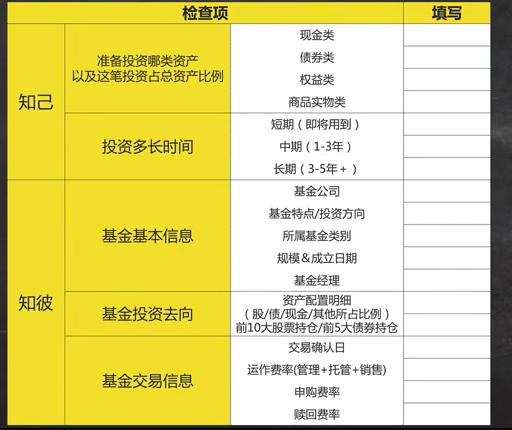 检查项
填写
知己
准备投资哪类资产
以及这笔投资占总资产比例
现金类
债券类
权益类
商品实物类
投资多长时间
短期（即将用到）
中期（1-3年）
长期（3-5年＋）
知彼
基金基本信息
基金公司
基金特点/投资方向
所属基金类别
规模＆成立日期
基金经理
基金投资去向
资产配置明细
（股/债/现金/其他所占比例）
前10大股票持仓/前5大债券持仓
基金交易信息
交易确认日
运作费率(管理+托管+销售)
申购费率
赎回费率